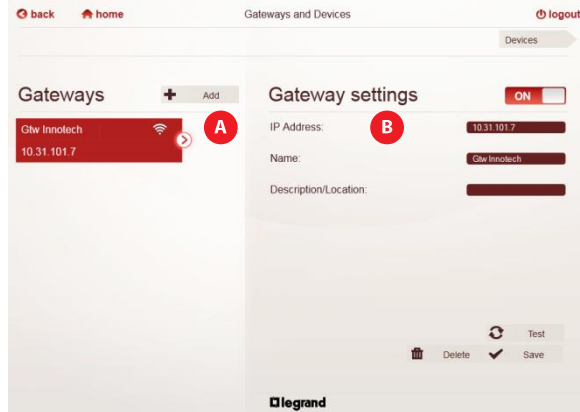 back home Gateways and Devices logout
Devices
Gateways Add
Gtw Innotech
10.31.101.7
A
Gateway settings ON
IP Address: B 10.31.101.7
Name: Gtw Innotech
Description/Location:
Test
Delete Save
legrand